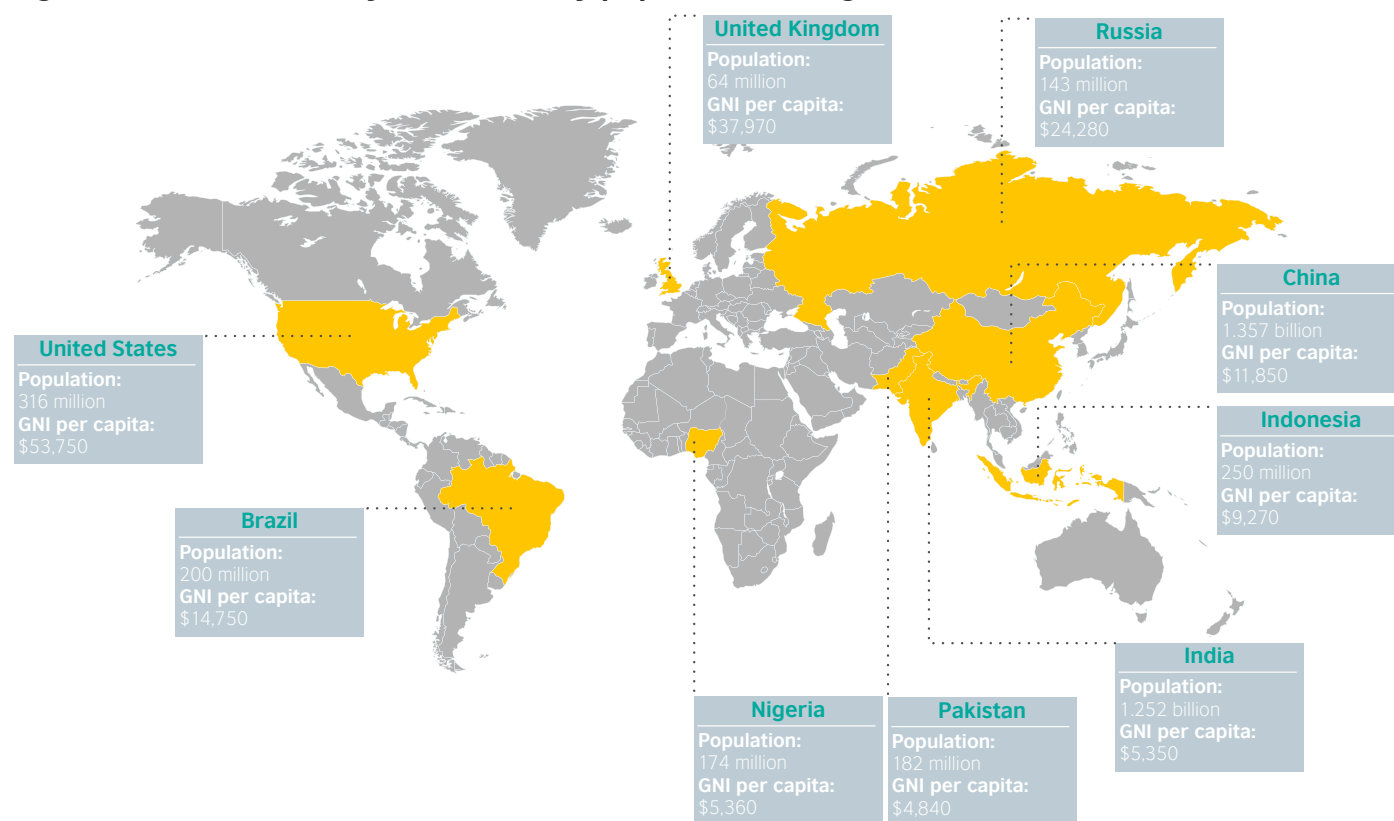 United Kingdom
Population:
64 million
GNI per capita:
$37,970
Russia
Population:
143 million
GNI per capita:
$24,280
China
Population:
1.357 billion
GNI per capita:
$11,850
United States
Population:
316 million
GNI per capita:
$53,750
Indonesia
Population:
250 million
GNI per capita:
$9,270
Brazil
Population:
200 million
GNI per capita:
$14,750
India
Population:
1.252 billion
GNI per capita:
$5,350
Nigeria
Population:
174 million
GNI per capita:
$5,360
Pakistan
Population:
182 million
GNI per capita:
$4,840